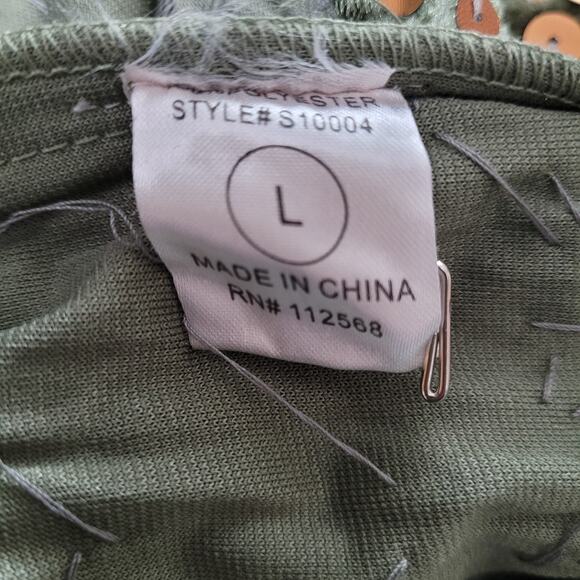 POLYESTER
STYLE# S10004
L
MADE IN CHINA
RN# 112568